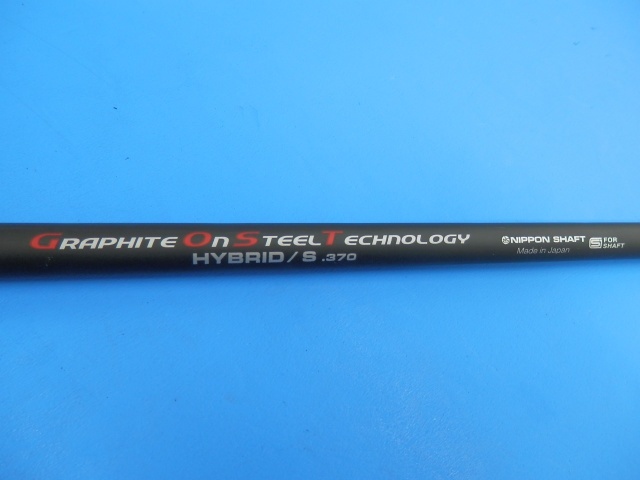 GRAPHITE ON STEEL TECHNOLOGY
HYBRID/S .370
NIPPON SHAFT
Made in Japan
S FOR
SHAFT